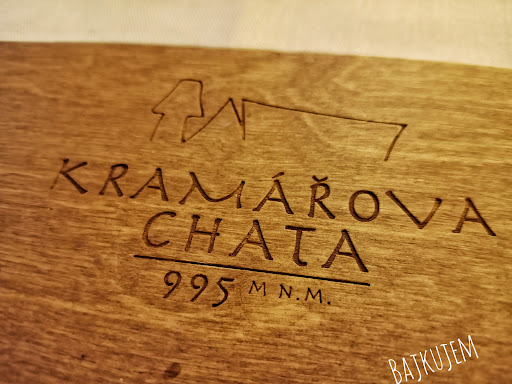 KRAMÁŘOVA
CHATA
995 M N.M.
BAJKUJEM